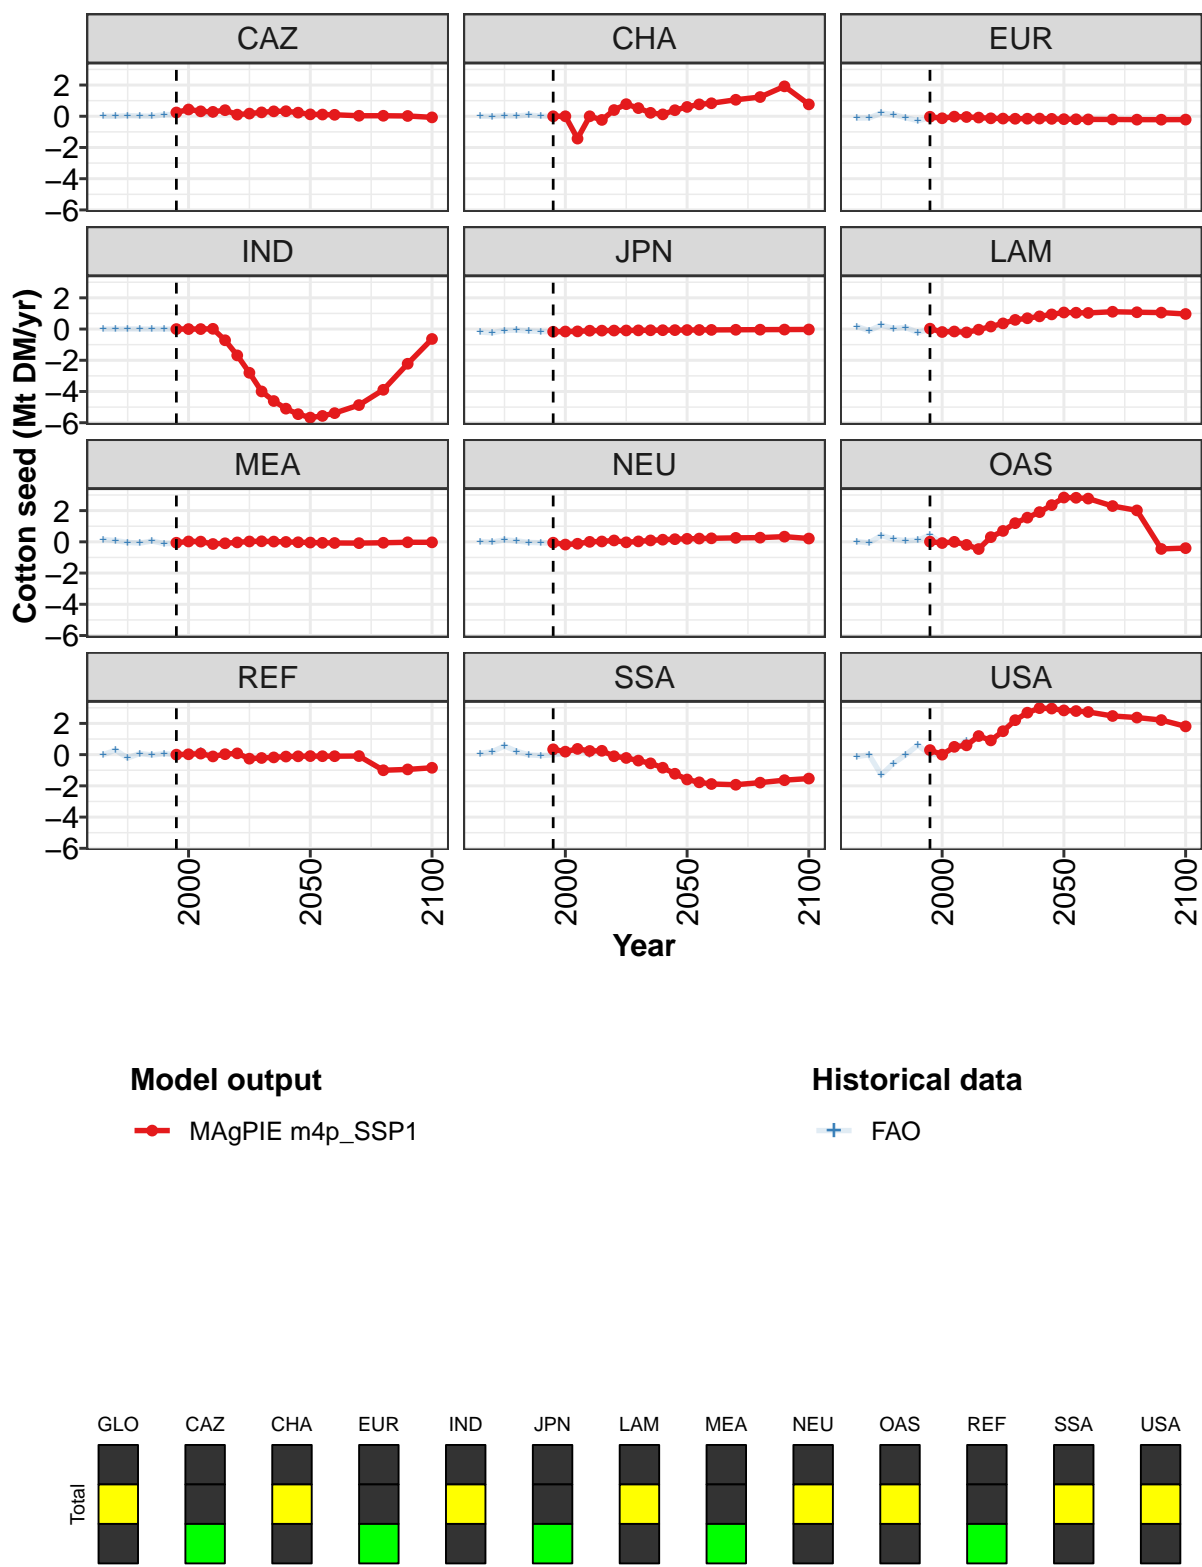 CAZ CHA EUR
2
0
−2
−4
−6
IND JPN LAM
2
0
−2
−4
−6
MEA NEU OAS
2
0
−2
−4
−6
REF SSA USA
2
0
−2
−4
−6
Cotton seed (Mt DM/yr)
2000 2050 2100 2000 2050 2100 2000 2050 2100
Year
Model output Historical data
MAgPIE m4p_SSP1 FAO
GLO CAZ CHA EUR IND JPN LAM MEA NEU OAS REF SSA USA
Total